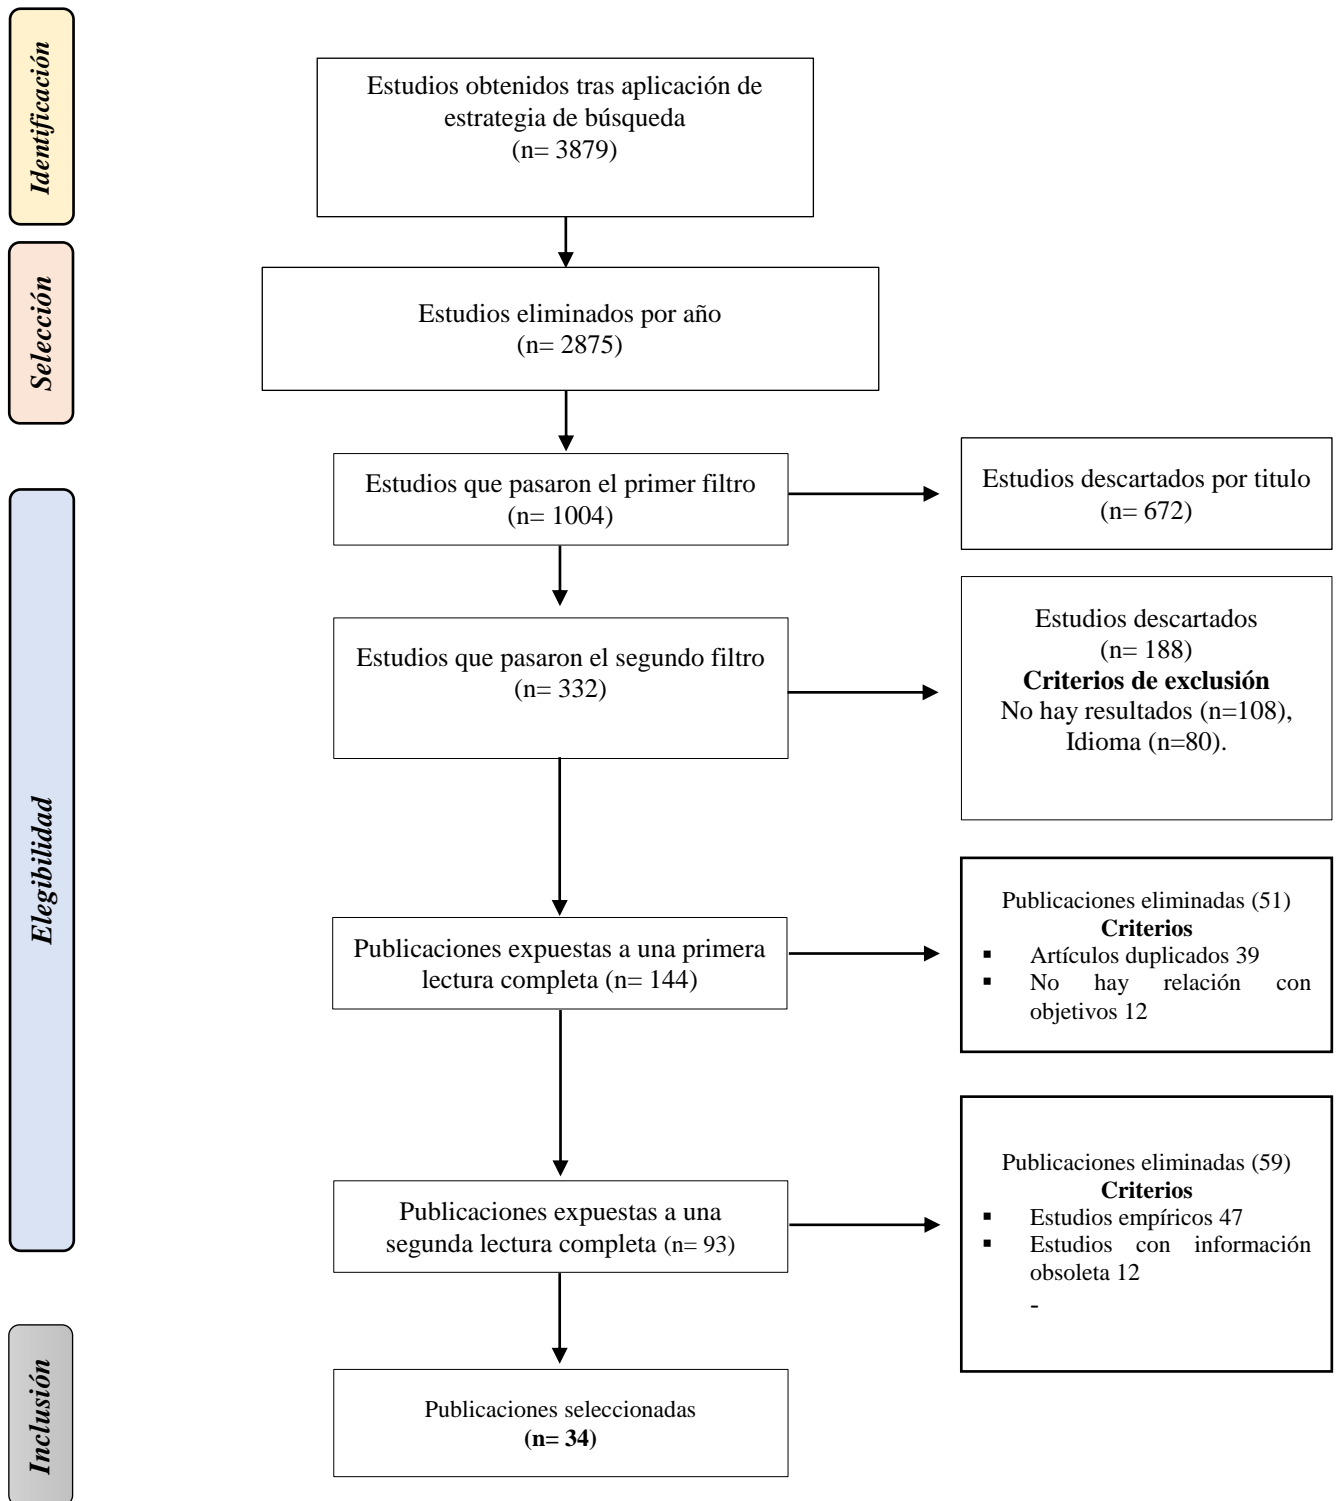 Identificación
Estudios obtenidos tras aplicación de
estrategia de búsqueda
(n= 3879)
Selección
Estudios eliminados por año
(n= 2875)
Elegibilidad
Estudios que pasaron el primer filtro
(n= 1004)
Estudios descartados por titulo
(n= 672)
Estudios que pasaron el segundo filtro
(n= 332)
Estudios descartados
(n= 188)
Criterios de exclusión
No hay resultados (n=108),
Idioma (n=80).
Publicaciones expuestas a una primera
lectura completa (n= 144)
Publicaciones eliminadas (51)
Criterios
▪ Artículos duplicados 39
▪ No hay relación con
objetivos 12
Publicaciones expuestas a una
segunda lectura completa (n= 93)
Publicaciones eliminadas (59)
Criterios
▪ Estudios empíricos 47
▪ Estudios con información
obsoleta 12
-
Inclusión
Publicaciones seleccionadas
(n= 34)